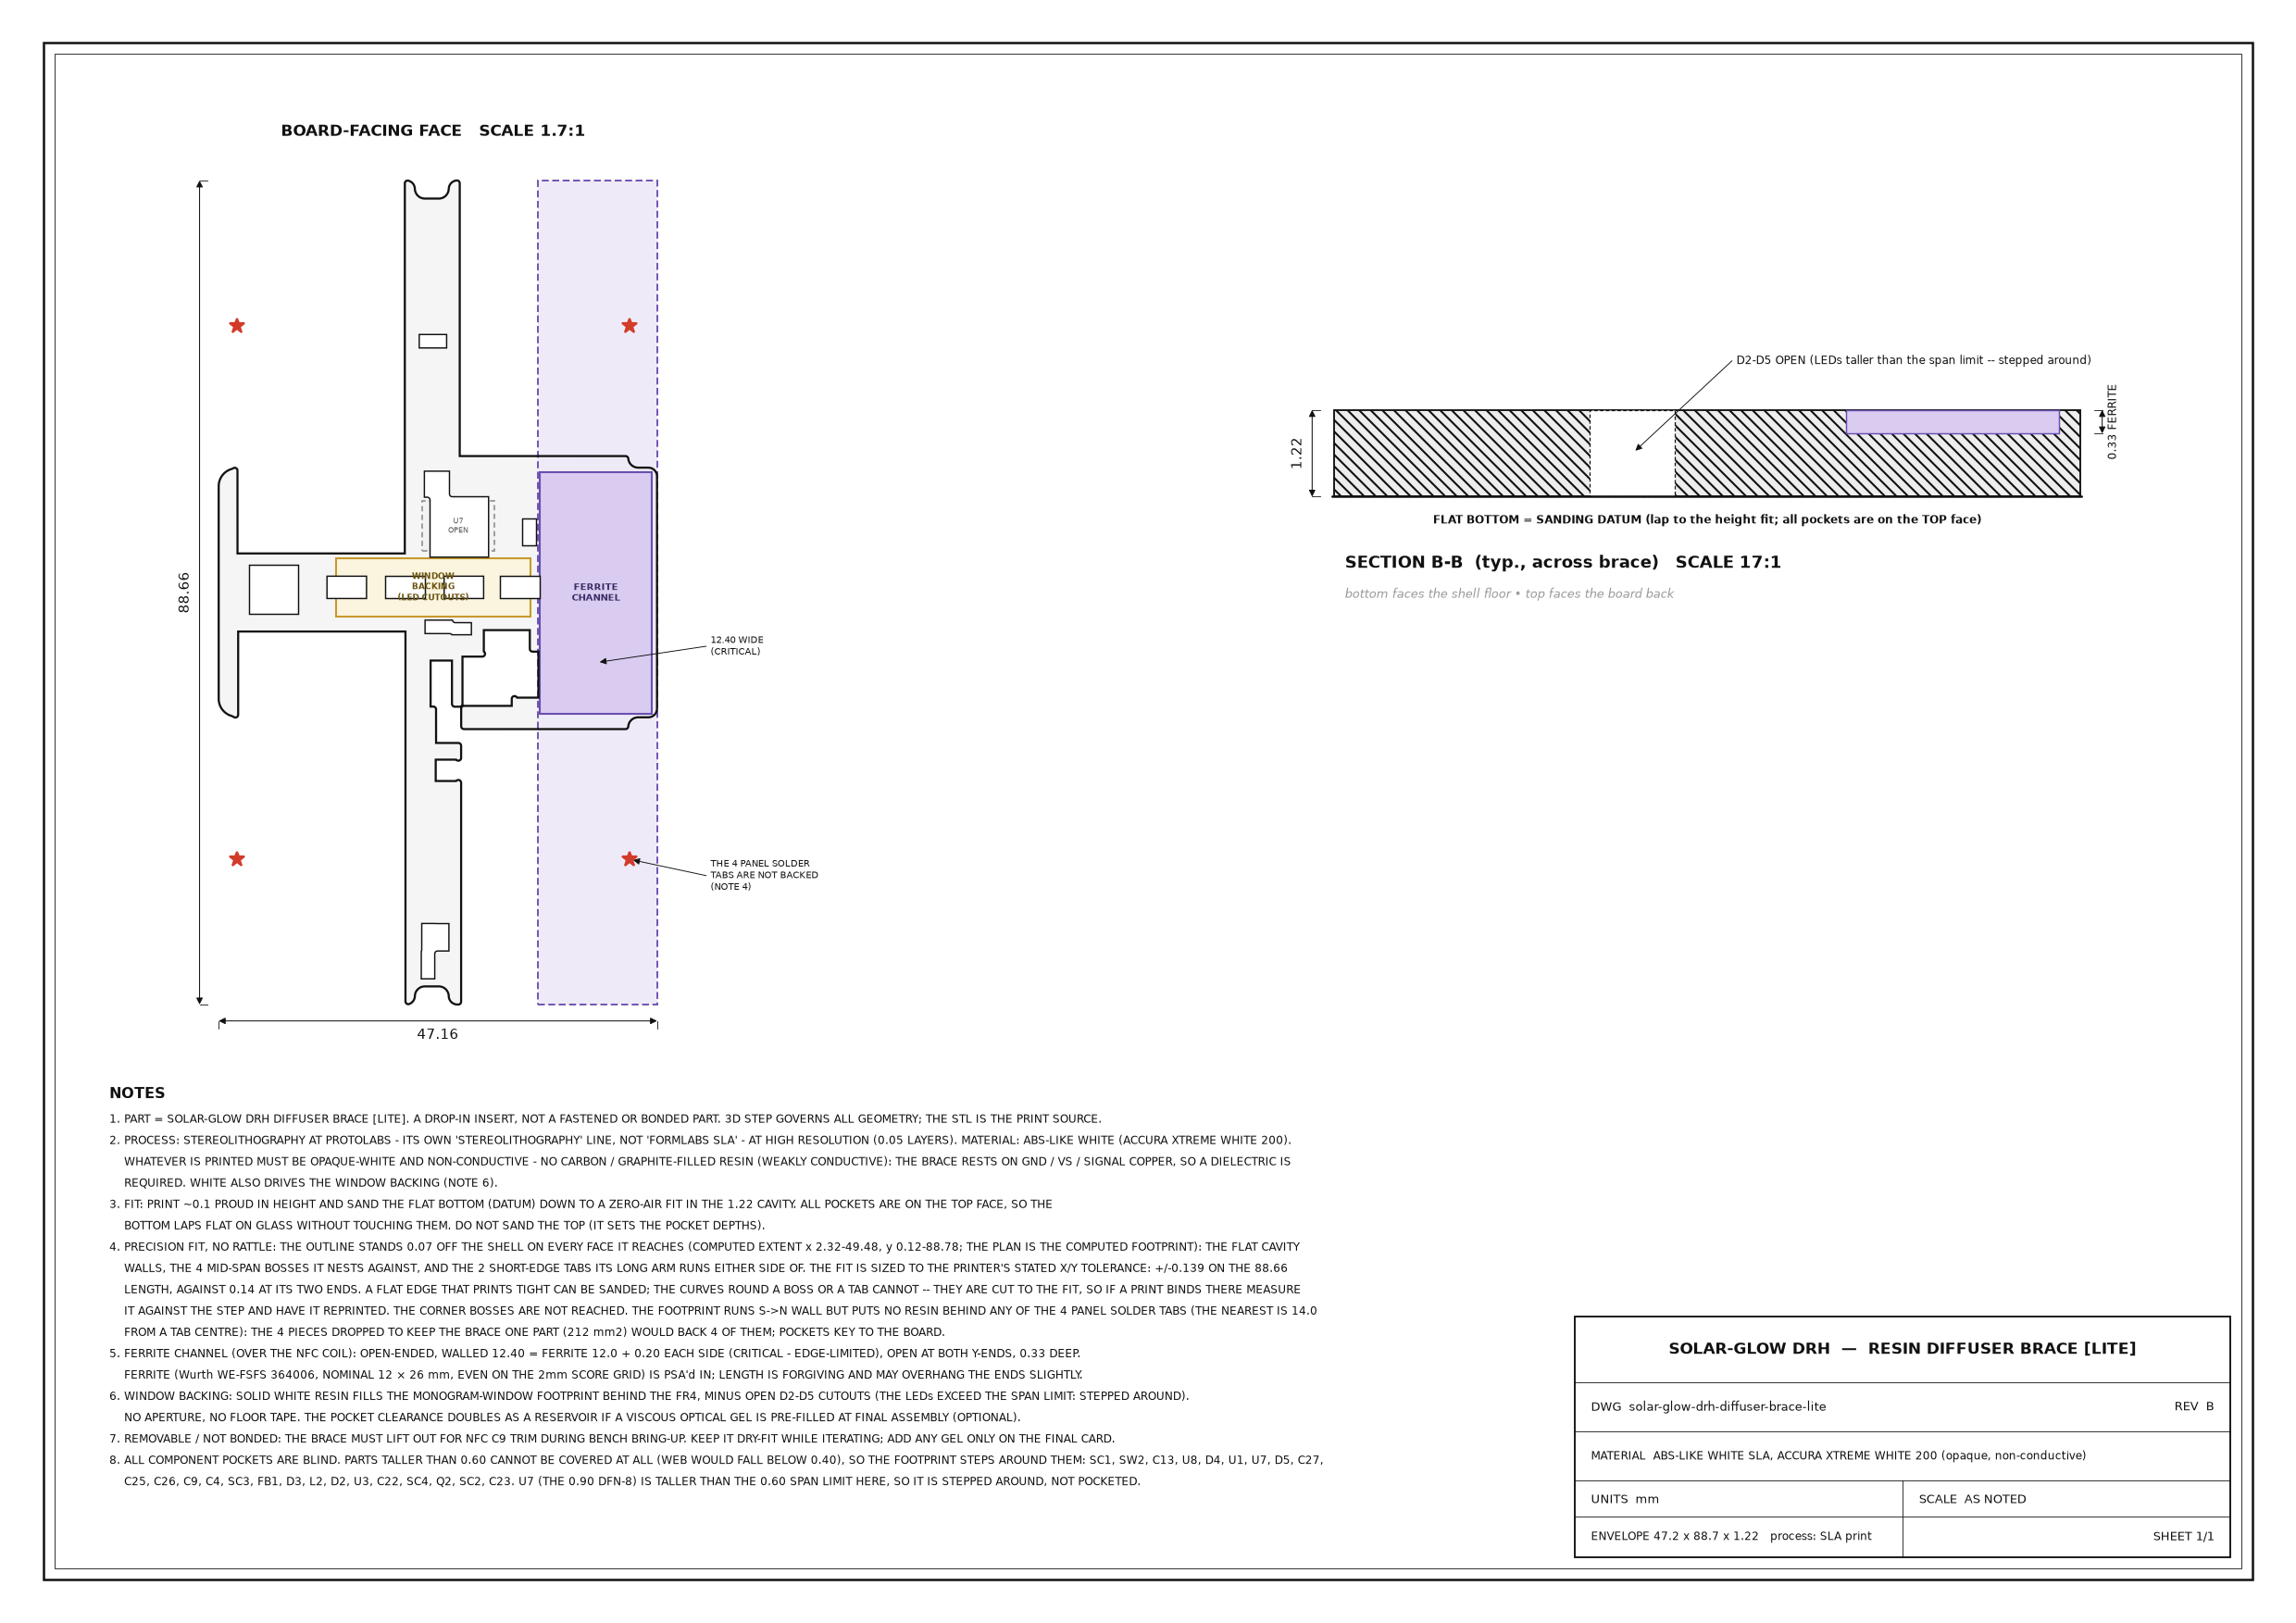 BOARD-FACING FACE   SCALE 1.7:1
U7
OPEN
WINDOW
BACKING
(LED CUTOUTS)
FERRITE
CHANNEL
12.40 WIDE
(CRITICAL)
THE 4 PANEL SOLDER
TABS ARE NOT BACKED
(NOTE 4)
88.66
47.16
D2-D5 OPEN (LEDs taller than the span limit -- stepped around)
1.22
0.33 FERRITE
FLAT BOTTOM = SANDING DATUM (lap to the height fit; all pockets are on the TOP face)
SECTION B-B  (typ., across brace)   SCALE 17:1
bottom faces the shell floor • top faces the board back
NOTES
1. PART = SOLAR-GLOW DRH DIFFUSER BRACE [LITE]. A DROP-IN INSERT, NOT A FASTENED OR BONDED PART. 3D STEP GOVERNS ALL GEOMETRY; THE STL IS THE PRINT SOURCE.
2. PROCESS: STEREOLITHOGRAPHY AT PROTOLABS - ITS OWN 'STEREOLITHOGRAPHY' LINE, NOT 'FORMLABS SLA' - AT HIGH RESOLUTION (0.05 LAYERS). MATERIAL: ABS-LIKE WHITE (ACCURA XTREME WHITE 200).
WHATEVER IS PRINTED MUST BE OPAQUE-WHITE AND NON-CONDUCTIVE - NO CARBON / GRAPHITE-FILLED RESIN (WEAKLY CONDUCTIVE): THE BRACE RESTS ON GND / VS / SIGNAL COPPER, SO A DIELECTRIC IS
REQUIRED. WHITE ALSO DRIVES THE WINDOW BACKING (NOTE 6).
3. FIT: PRINT ~0.1 PROUD IN HEIGHT AND SAND THE FLAT BOTTOM (DATUM) DOWN TO A ZERO-AIR FIT IN THE 1.22 CAVITY. ALL POCKETS ARE ON THE TOP FACE, SO THE
BOTTOM LAPS FLAT ON GLASS WITHOUT TOUCHING THEM. DO NOT SAND THE TOP (IT SETS THE POCKET DEPTHS).
4. PRECISION FIT, NO RATTLE: THE OUTLINE STANDS 0.07 OFF THE SHELL ON EVERY FACE IT REACHES (COMPUTED EXTENT x 2.32-49.48, y 0.12-88.78; THE PLAN IS THE COMPUTED FOOTPRINT): THE FLAT CAVITY
WALLS, THE 4 MID-SPAN BOSSES IT NESTS AGAINST, AND THE 2 SHORT-EDGE TABS ITS LONG ARM RUNS EITHER SIDE OF. THE FIT IS SIZED TO THE PRINTER'S STATED X/Y TOLERANCE: +/-0.139 ON THE 88.66
LENGTH, AGAINST 0.14 AT ITS TWO ENDS. A FLAT EDGE THAT PRINTS TIGHT CAN BE SANDED; THE CURVES ROUND A BOSS OR A TAB CANNOT -- THEY ARE CUT TO THE FIT, SO IF A PRINT BINDS THERE MEASURE
IT AGAINST THE STEP AND HAVE IT REPRINTED. THE CORNER BOSSES ARE NOT REACHED. THE FOOTPRINT RUNS S->N WALL BUT PUTS NO RESIN BEHIND ANY OF THE 4 PANEL SOLDER TABS (THE NEAREST IS 14.0
FROM A TAB CENTRE): THE 4 PIECES DROPPED TO KEEP THE BRACE ONE PART (212 mm2) WOULD BACK 4 OF THEM; POCKETS KEY TO THE BOARD.
5. FERRITE CHANNEL (OVER THE NFC COIL): OPEN-ENDED, WALLED 12.40 = FERRITE 12.0 + 0.20 EACH SIDE (CRITICAL - EDGE-LIMITED), OPEN AT BOTH Y-ENDS, 0.33 DEEP.
FERRITE (Wurth WE-FSFS 364006, NOMINAL 12 × 26 mm, EVEN ON THE 2mm SCORE GRID) IS PSA'd IN; LENGTH IS FORGIVING AND MAY OVERHANG THE ENDS SLIGHTLY.
6. WINDOW BACKING: SOLID WHITE RESIN FILLS THE MONOGRAM-WINDOW FOOTPRINT BEHIND THE FR4, MINUS OPEN D2-D5 CUTOUTS (THE LEDs EXCEED THE SPAN LIMIT: STEPPED AROUND).
NO APERTURE, NO FLOOR TAPE. THE POCKET CLEARANCE DOUBLES AS A RESERVOIR IF A VISCOUS OPTICAL GEL IS PRE-FILLED AT FINAL ASSEMBLY (OPTIONAL).
7. REMOVABLE / NOT BONDED: THE BRACE MUST LIFT OUT FOR NFC C9 TRIM DURING BENCH BRING-UP. KEEP IT DRY-FIT WHILE ITERATING; ADD ANY GEL ONLY ON THE FINAL CARD.
8. ALL COMPONENT POCKETS ARE BLIND. PARTS TALLER THAN 0.60 CANNOT BE COVERED AT ALL (WEB WOULD FALL BELOW 0.40), SO THE FOOTPRINT STEPS AROUND THEM: SC1, SW2, C13, U8, D4, U1, U7, D5, C27,
C25, C26, C9, C4, SC3, FB1, D3, L2, D2, U3, C22, SC4, Q2, SC2, C23. U7 (THE 0.90 DFN-8) IS TALLER THAN THE 0.60 SPAN LIMIT HERE, SO IT IS STEPPED AROUND, NOT POCKETED.
SOLAR-GLOW DRH  —  RESIN DIFFUSER BRACE [LITE]
DWG  solar-glow-drh-diffuser-brace-lite   REV  B
MATERIAL  ABS-LIKE WHITE SLA, ACCURA XTREME WHITE 200 (opaque, non-conductive)
UNITS  mm   SCALE  AS NOTED
ENVELOPE 47.2 x 88.7 x 1.22   process: SLA print   SHEET 1/1